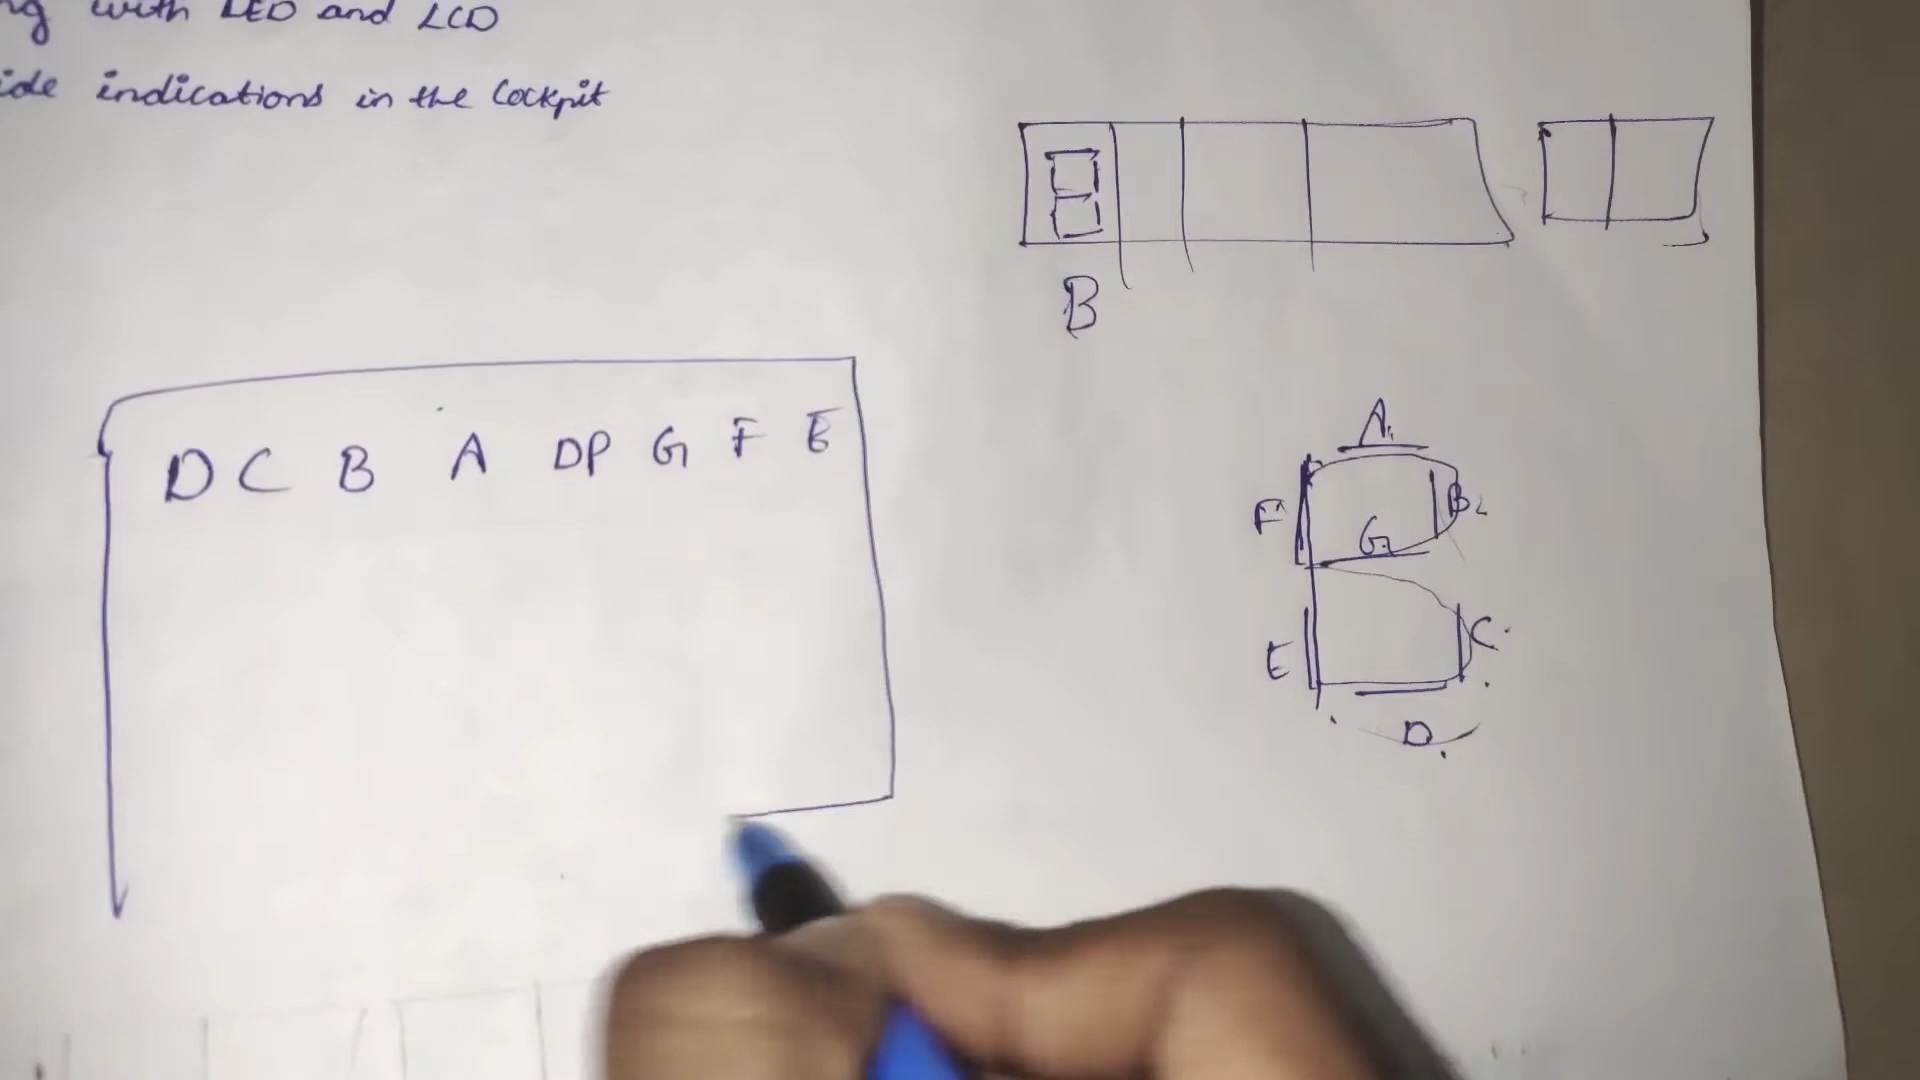 with LED and LCD
indications in the Cockpit
B
D C B A DP G F E
A
F B
G
E C
D